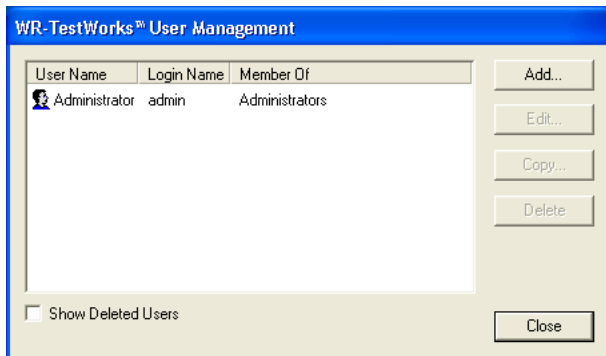 WR-TestWorks™ User Management
User Name Login Name Member Of
Administrator admin Administrators
Add...
Edit...
Copy...
Delete
Show Deleted Users
Close